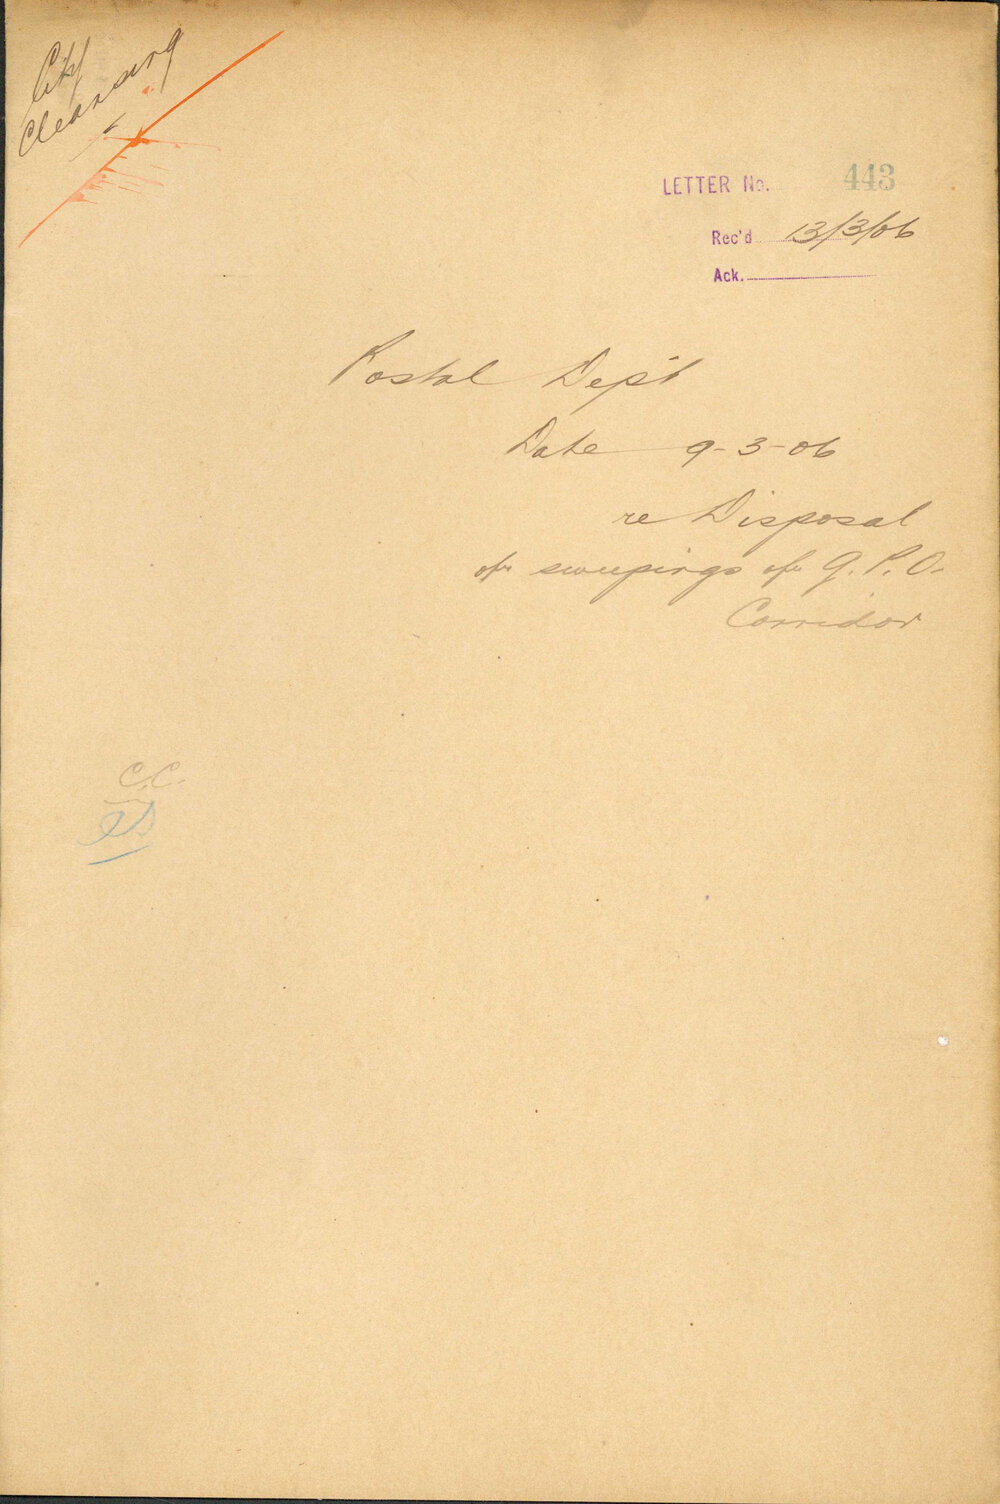 City
Cleansing
LETTER No. 443
Rec'd 13/3/06
Ack.
Postal Dep't
Date 9-3-06
re Disposal
of sweepings of G.P.O.
Corridor
C.C.